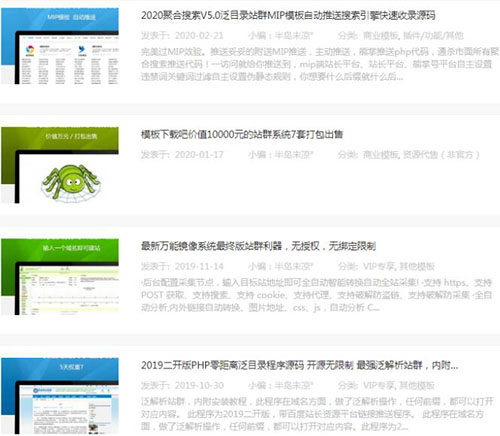 MIP模板 自动推送
2020聚合搜索V5.0泛目录站群MIP模板自动推送搜索引擎快速收录源码
发表于: 2020-02-21 小编：半岛未凉° 分类: 商业模板, 插件/功能/其他
完美过MIP效验。推送妥妥的附送MIP推送，主动推送，熊掌推送php代码，通杀市面所有聚
合搜索推送代码！一访问就给你推送到，mip端站长平台、站长平台、熊掌号平台自主设置
违禁词关键词过滤自主设置伪静态规则，你想要什么后缀就什么后...
价值万元 / 打包出售
模板下载吧价值10000元的站群系统7套打包出售
发表于: 2020-01-17 小编：半岛未凉° 分类: 商业模板, 资源代售（非官方）
输入一个域名即可建站
最新万能镜像系统最终版站群利器，无授权，无绑定限制
发表于: 2019-11-14 小编：半岛未凉° 分类: VIP专享, 其他模板
·后台配置采集节点，输入目标站地址即可全自动智能转换自动全站采集!·支持 https、支持
POST 获取、支持搜索、支持 cookie、支持代理、支持破解防盗链、支持破解防采集 ·全自
动分析,内外链接自动转换、图片地址、css、js，自动分析 C...
5天权重7
2019二开版PHP零距离泛目录程序源码 开源无限制 最强泛解析站群，内附...
发表于: 2019-10-30 小编：半岛未凉° 分类: VIP专享, 其他模板
泛解析站群，内附安装教程，此程序在域名方面，做了泛解析操作，任何前缀，都可以打开
对应内容。 此程序为2019二开版，带百度站长资源平台链接推送程序。 此程序在域名方
面，做了泛解析操作，任何前缀，都可以打开对应内容。此程序为2...